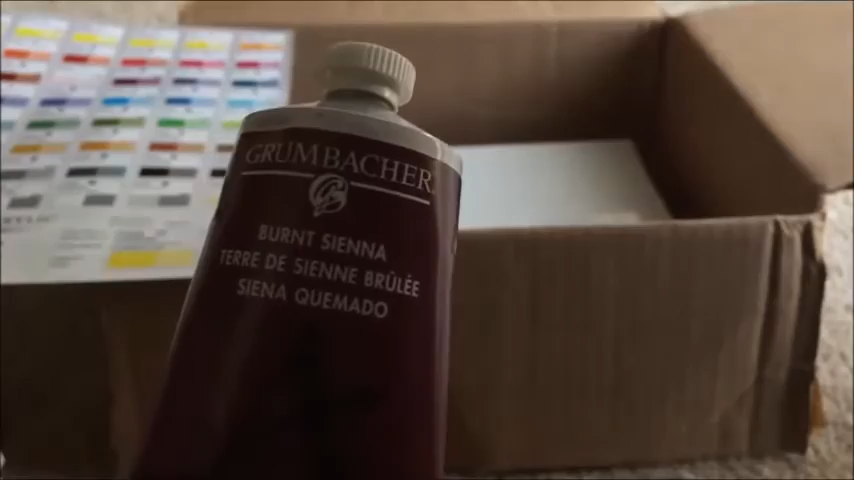 GRUMBACHER
BURNT SIENNA
TERRE DE SIENNE BRÛLÉE
SIENA QUEMADO